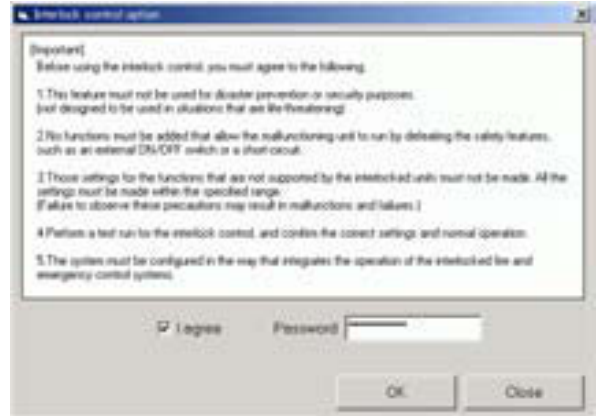 Interlock control option
[Important]
Before using the interlock control, you must agree to the following.
1.This feature must not be used for disaster prevention or security purposes.
(not designed to be used in situations that are life-threatening)
2.No functions must be added that allow the malfunctioning unit to run by defeating the safety features,
such as an external ON/OFF switch or a short circuit.
3.Those settings for the functions that are not supported by the interlocked units must not be made. All the
settings must be made within the specified range.
(Failure to observe these precautions may result in malfunctions and failures.)
4.Perform a test run for the interlock control, and confirm the correct settings and normal operation.
5.The system must be configured in the way that integrates the operation of the interlocked fire and
emergency control systems.
I agree Password
OK Close